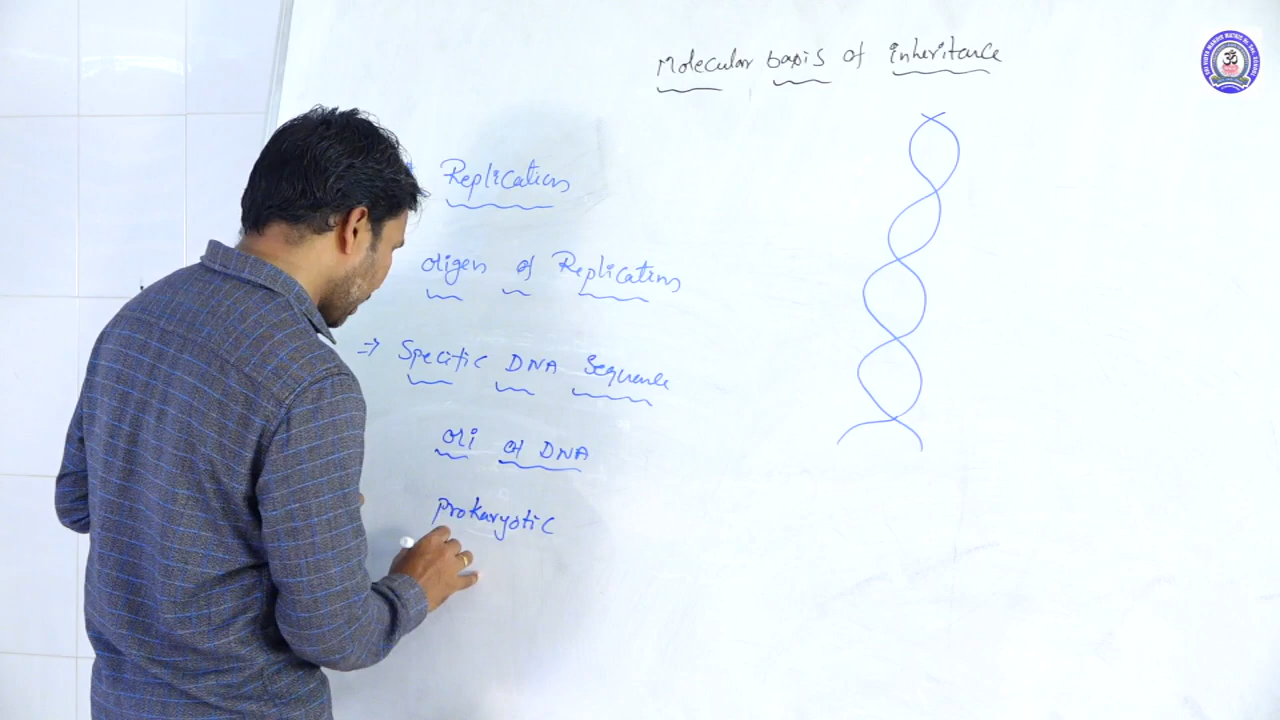 Molecular basis of inheritance
Replication
origen of Replication
=> Specific DNA Sequence
ori of DNA
prokaryotic